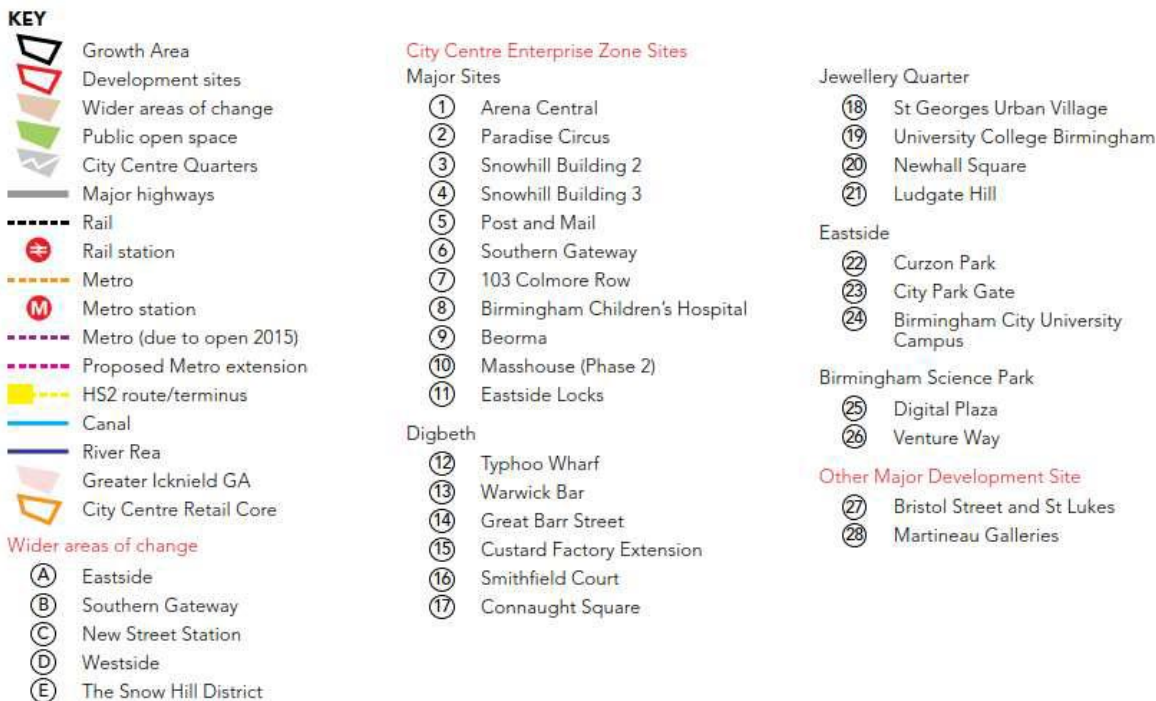 KEY
Growth Area
Development sites
Wider areas of change
Public open space
City Centre Quarters
Major highways
Rail
Rail station
Metro
M
Metro station
Metro (due to open 2015)
Proposed Metro extension
HS2 route/terminus
Canal
River Rea
Greater Icknield GA
City Centre Retail Core
Wider areas of change
A Eastside
B Southern Gateway
C New Street Station
D Westside
E The Snow Hill District
City Centre Enterprise Zone Sites
Major Sites
1 Arena Central
2 Paradise Circus
3 Snowhill Building 2
4 Snowhill Building 3
5 Post and Mail
6 Southern Gateway
7 103 Colmore Row
8 Birmingham Children's Hospital
9 Beorma
10 Masshouse (Phase 2)
11 Eastside Locks
Digbeth
12 Typhoo Wharf
13 Warwick Bar
14 Great Barr Street
15 Custard Factory Extension
16 Smithfield Court
17 Connaught Square
Jewellery Quarter
18 St Georges Urban Village
19 University College Birmingham
20 Newhall Square
21 Ludgate Hill
Eastside
22 Curzon Park
23 City Park Gate
24 Birmingham City University
Campus
Birmingham Science Park
25 Digital Plaza
26 Venture Way
Other Major Development Site
27 Bristol Street and St Lukes
28 Martineau Galleries